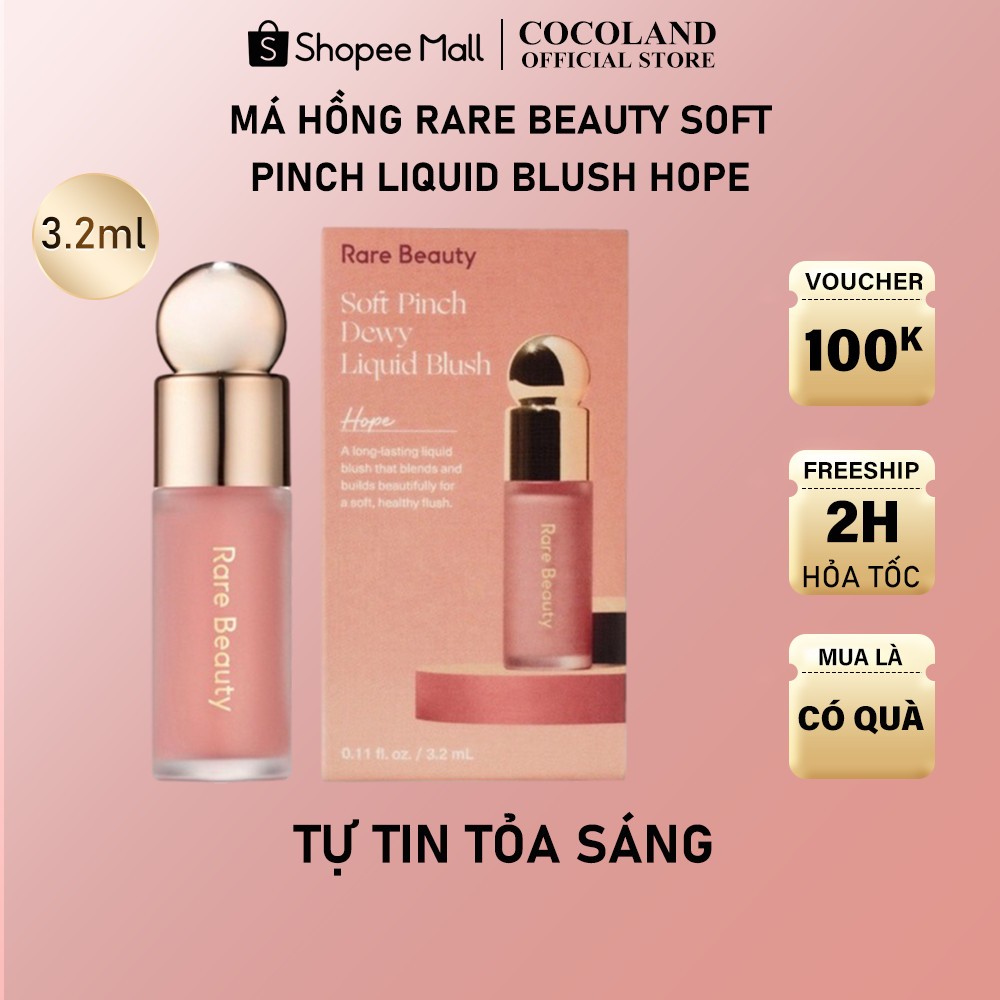 S Shopee Mall
COCOLAND
OFFICIAL STORE
MÁ HỒNG RARE BEAUTY SOFT
PINCH LIQUID BLUSH HOPE
3.2ml
Rare Beauty
Rare Beauty
Soft Pinch
Dewy
Liquid Blush
Hope
A long-lasting liquid
blush that blends and
builds beautifully for
a soft, healthy flush.
Rare Beauty
0.11 fl. oz. / 3.2 mL
VOUCHER
100K
FREESHIP
2H
HỎA TỐC
MUA LÀ
CÓ QUÀ
TỰ TIN TỎA SÁNG